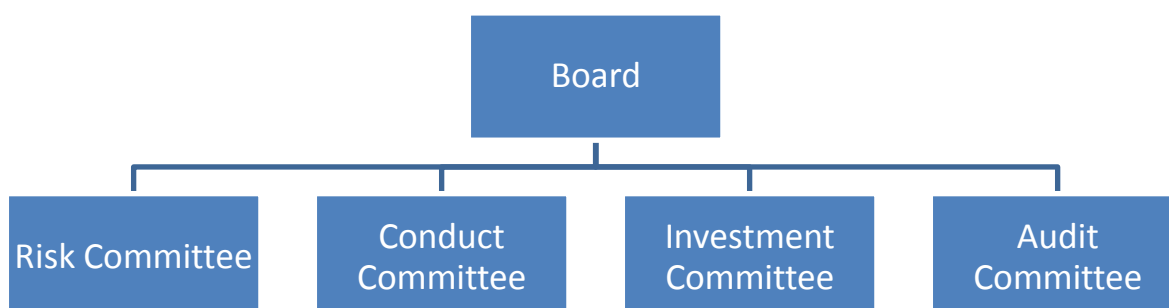 Board
Risk Committee
Conduct
Committee
Investment
Committee
Audit
Committee